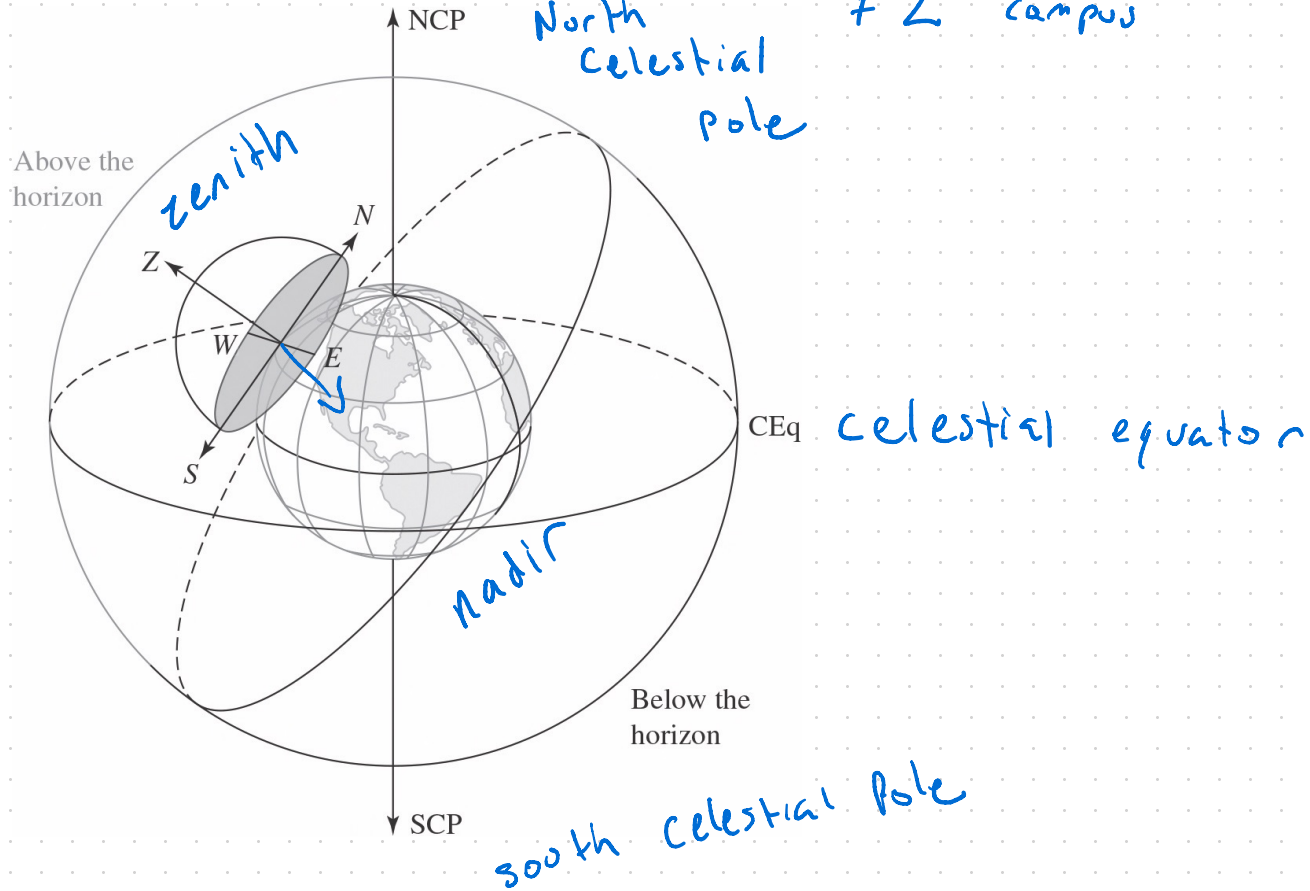 NCP
North
Celestial
pole
campus
Above the
horizon
zenith
N
Z
W
E
S
CEq
celestial equator
nadir
Below the
horizon
SCP
south celestial Pole